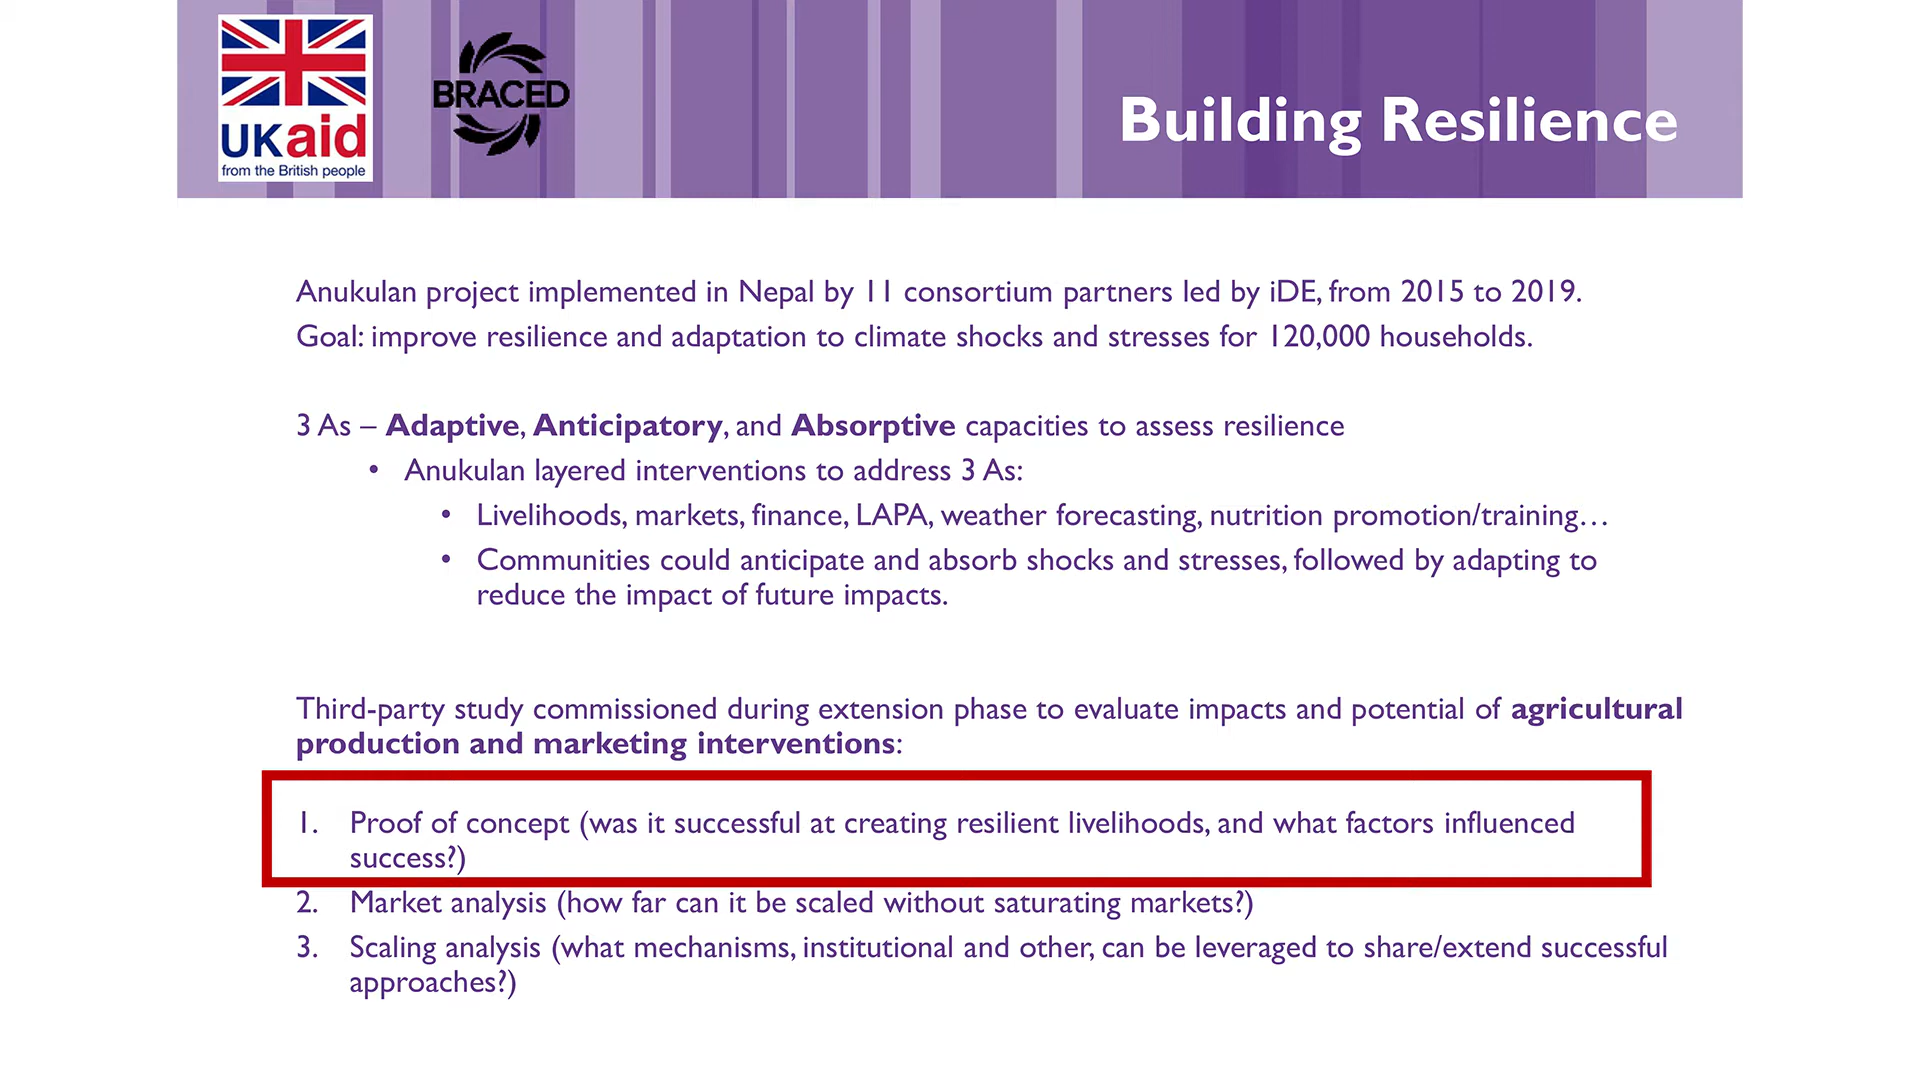 UKaid
from the British people
BRACED
Building Resilience
Anukulan project implemented in Nepal by 11 consortium partners led by iDE, from 2015 to 2019.
Goal: improve resilience and adaptation to climate shocks and stresses for 120,000 households.
3 As – Adaptive, Anticipatory, and Absorptive capacities to assess resilience
• Anukulan layered interventions to address 3 As:
• Livelihoods, markets, finance, LAPA, weather forecasting, nutrition promotion/training…
• Communities could anticipate and absorb shocks and stresses, followed by adapting to
reduce the impact of future impacts.
Third-party study commissioned during extension phase to evaluate impacts and potential of agricultural
production and marketing interventions:
1. Proof of concept (was it successful at creating resilient livelihoods, and what factors influenced
success?)
2. Market analysis (how far can it be scaled without saturating markets?)
3. Scaling analysis (what mechanisms, institutional and other, can be leveraged to share/extend successful
approaches?)